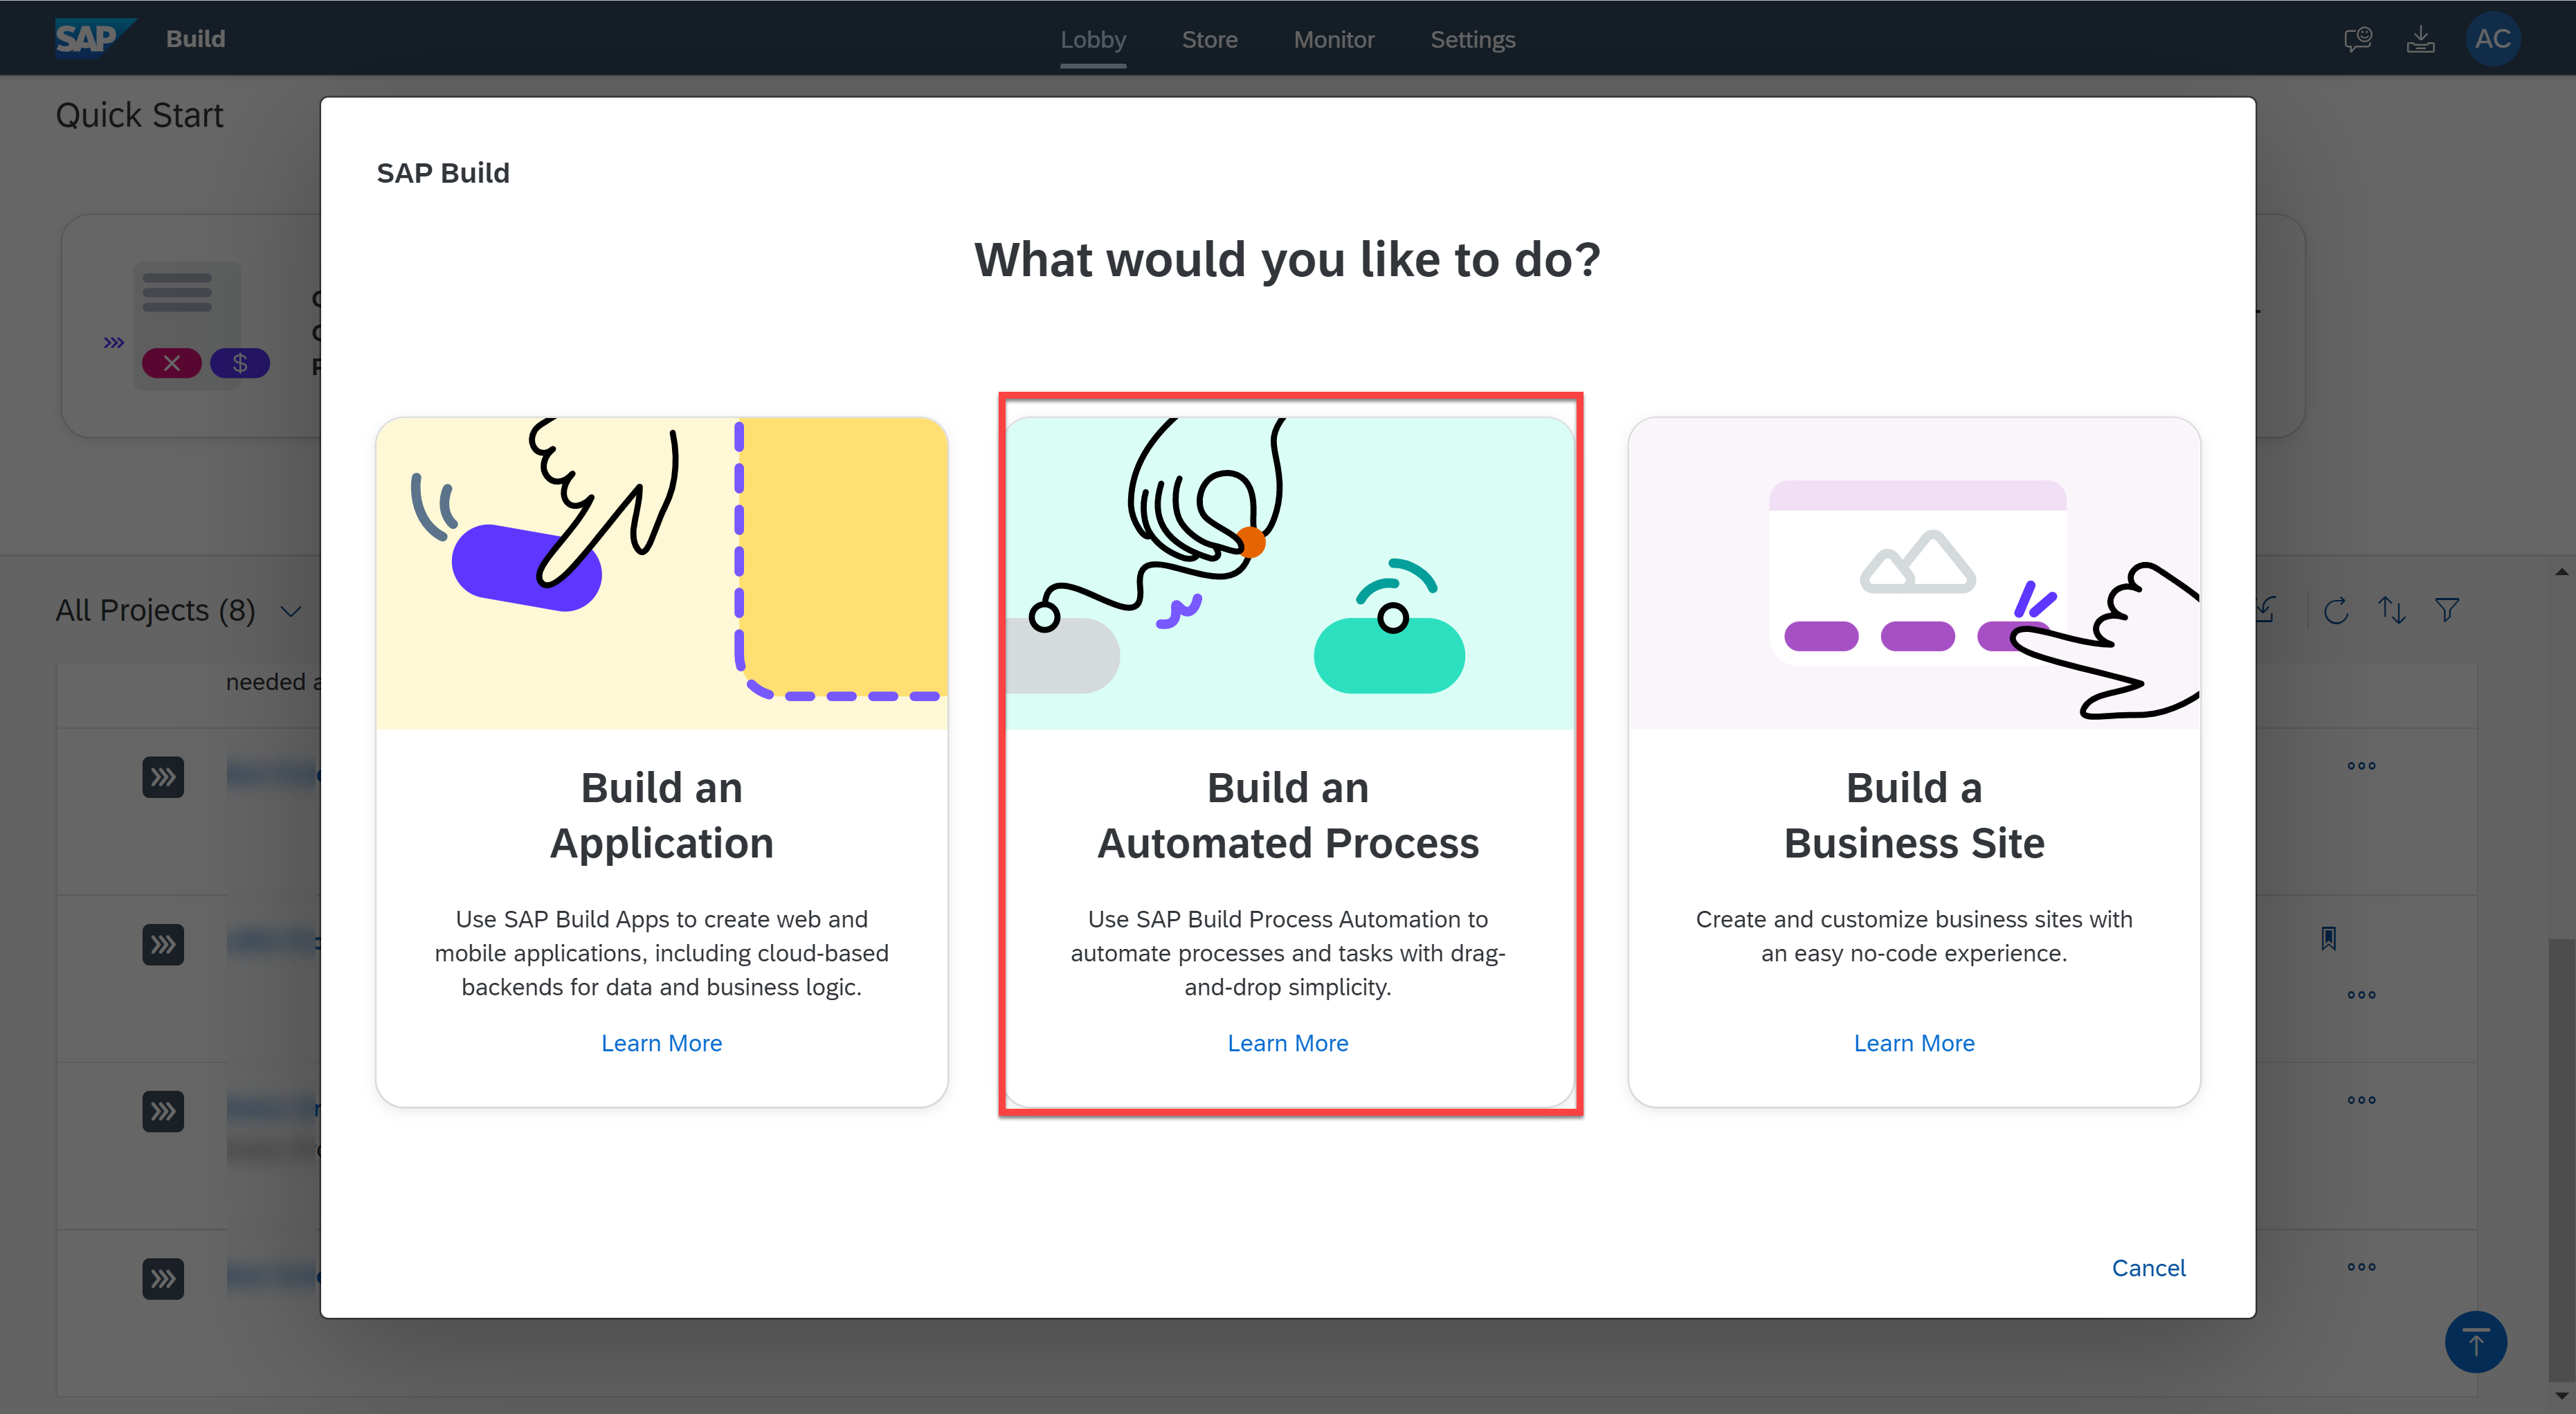 SAP Build
Lobby
Store
Monitor
Settings
AC
Quick Start
SAP Build
What would you like to do?
$
Build an
Application
Use SAP Build Apps to create web and
mobile applications, including cloud-based
backends for data and business logic.
Learn More
Build an
Automated Process
Use SAP Build Process Automation to
automate processes and tasks with drag-
and-drop simplicity.
Learn More
Build a
Business Site
Create and customize business sites with
an easy no-code experience.
Learn More
All Projects (8)
needed
Cancel